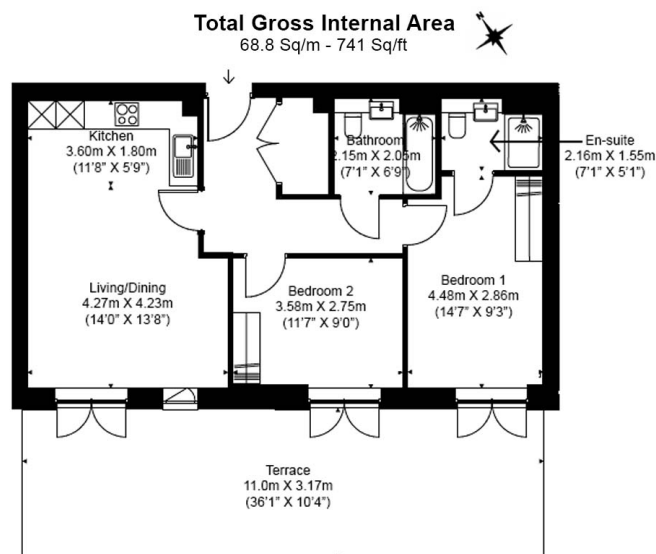 Total Gross Internal Area
68.8 Sq/m - 741 Sq/ft
N
Kitchen
3.60m X 1.80m
(11'8" X 5'9")
Bathroom
2.15m X 2.05m
(7'1" X 6'9")
En-suite
2.16m X 1.55m
(7'1" X 5'1")
Living/Dining
4.27m X 4.23m
(14'0" X 13'8")
Bedroom 2
3.58m X 2.75m
(11'7" X 9'0")
Bedroom 1
4.48m X 2.86m
(14'7" X 9'3")
Terrace
11.0m X 3.17m
(36'1" X 10'4")